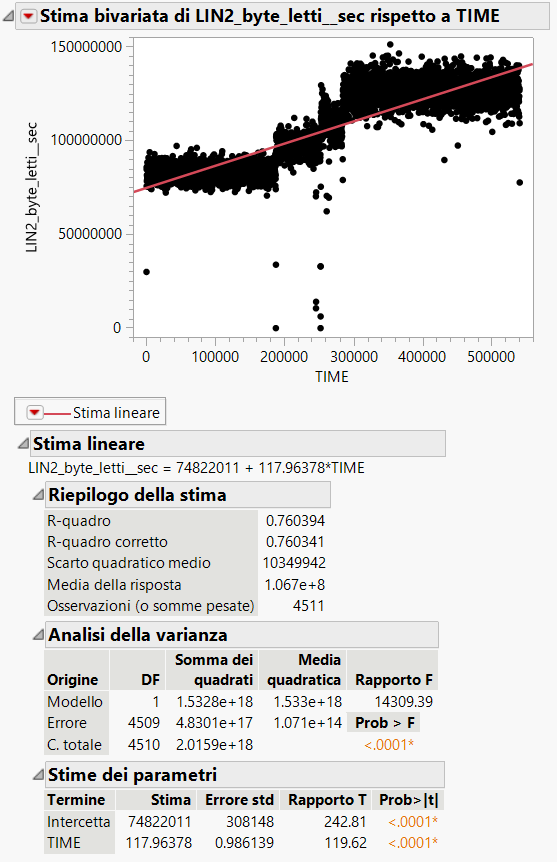 Stima bivariata di LIN2_byte_letti__sec rispetto a TIME
150000000
100000000
50000000
0
LIN2_byte_letti__sec
0 100000 200000 300000 400000 500000
TIME
Stima lineare
Stima lineare
LIN2_byte_letti__sec = 74822011 + 117.96378*TIME
Riepilogo della stima
R-quadro 0.760394
R-quadro corretto 0.760341
Scarto quadratico medio 10349942
Media della risposta 1.067e+8
Osservazioni (o somme pesate) 4511
Analisi della varianza
Somma dei Media
Origine DF quadrati quadratica Rapporto F
Modello 1 1.5328e+18 1.533e+18 14309.39
Errore 4509 4.8301e+17 1.071e+14 Prob > F
C. totale 4510 2.0159e+18 <.0001*
Stime dei parametri
Termine Stima Errore std Rapporto T Prob>|t|
Intercetta 74822011 308148 242.81 <.0001*
TIME 117.96378 0.986139 119.62 <.0001*